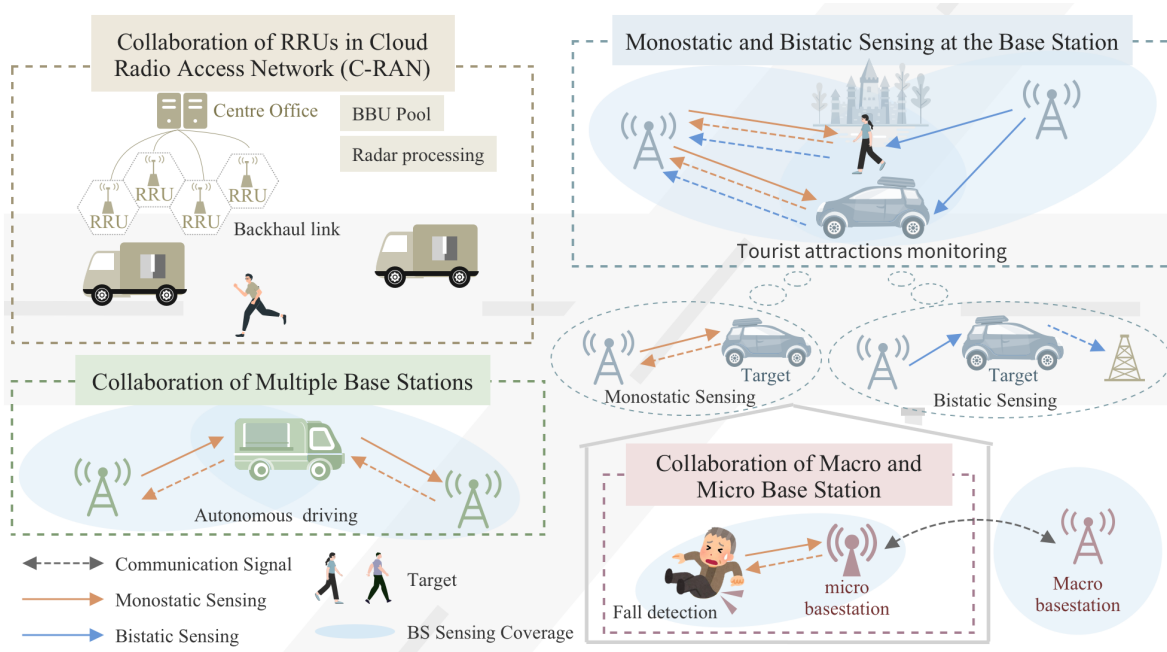 Collaboration of RRUs in Cloud
Radio Access Network (C-RAN)
Centre Office
BBU Pool
Radar processing
RRU
RRU
RRU
RRU
Backhaul link
Monostatic and Bistatic Sensing at the Base Station
Tourist attractions monitoring
Target
Monostatic Sensing
Target
Bistatic Sensing
Collaboration of Multiple Base Stations
Autonomous driving
Collaboration of Macro and
Micro Base Station
Fall detection
micro
basestation
Macro
basestation
Communication Signal
Monostatic Sensing
Bistatic Sensing
Target
BS Sensing Coverage